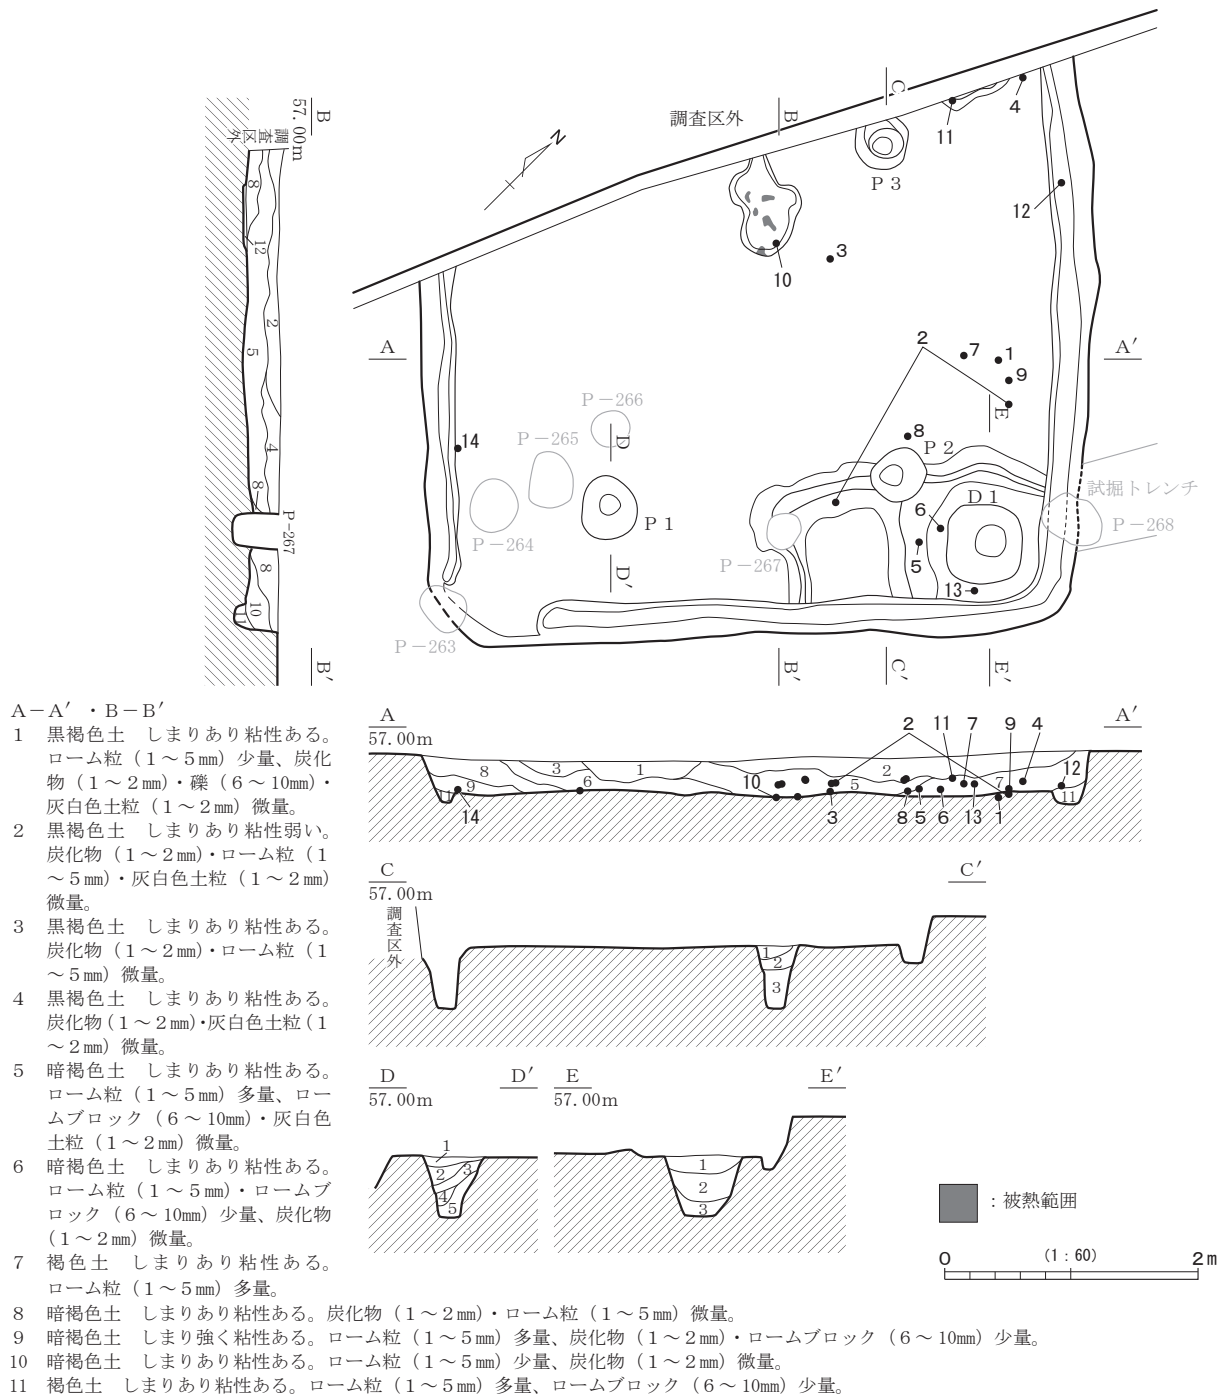 調査区外
N
B
C
11
4
P 3
12
10
3
A
A′
2
7
1
9
E
P－266
D
P－265
8
P 2
14
試掘トレンチ
D 1
6
P－264
P 1
P－267
5
P－268
13
D′
P－263
B′
C′
E′
B
57.00m
調査区外
8
12
2
5
4
8
P-267
8
10
11
B′
A－A′・B－B′
1　黒褐色土　しまりあり粘性ある。
ローム粒（1～5㎜）少量、炭化
物（1～2㎜）・礫（6～10㎜）・
灰白色土粒（1～2㎜）微量。
2　黒褐色土　しまりあり粘性弱い。
炭化物（1～2㎜）・ローム粒（1
～5㎜）・灰白色土粒（1～2㎜）
微量。
3　黒褐色土　しまりあり粘性ある。
炭化物（1～2㎜）・ローム粒（1
～5㎜）微量。
4　黒褐色土　しまりあり粘性ある。
炭化物（1～2㎜）・灰白色土粒（1
～2㎜）微量。
5　暗褐色土　しまりあり粘性ある。
ローム粒（1～5㎜）多量、ロー
ムブロック（6～10㎜）・灰白色
土粒（1～2㎜）微量。
6　暗褐色土　しまりあり粘性ある。
ローム粒（1～5㎜）・ロームブ
ロック（6～10㎜）少量、炭化物
（1～2㎜）微量。
7　褐色土　しまりあり粘性ある。
ローム粒（1～5㎜）多量。
8　暗褐色土　しまりあり粘性ある。炭化物（1～2㎜）・ローム粒（1～5㎜）微量。
9　暗褐色土　しまり強く粘性ある。ローム粒（1～5㎜）多量、炭化物（1～2㎜）・ロームブロック（6～10㎜）少量。
10　暗褐色土　しまりあり粘性ある。ローム粒（1～5㎜）少量、炭化物（1～2㎜）微量。
11　褐色土　しまりあり粘性ある。ローム粒（1～5㎜）多量、ロームブロック（6～10㎜）少量。
A
57.00m
A′
2
11
7
9
4
8
3
1
2
12
10
6
9
5
7
11
11
14
3
8
5
6
13
1
C
57.00m
C′
調査区外
1
2
3
D
57.00m
D′
1
2
3
4
5
E
57.00m
E′
1
2
3
：被熱範囲
0
（1：60）
2m